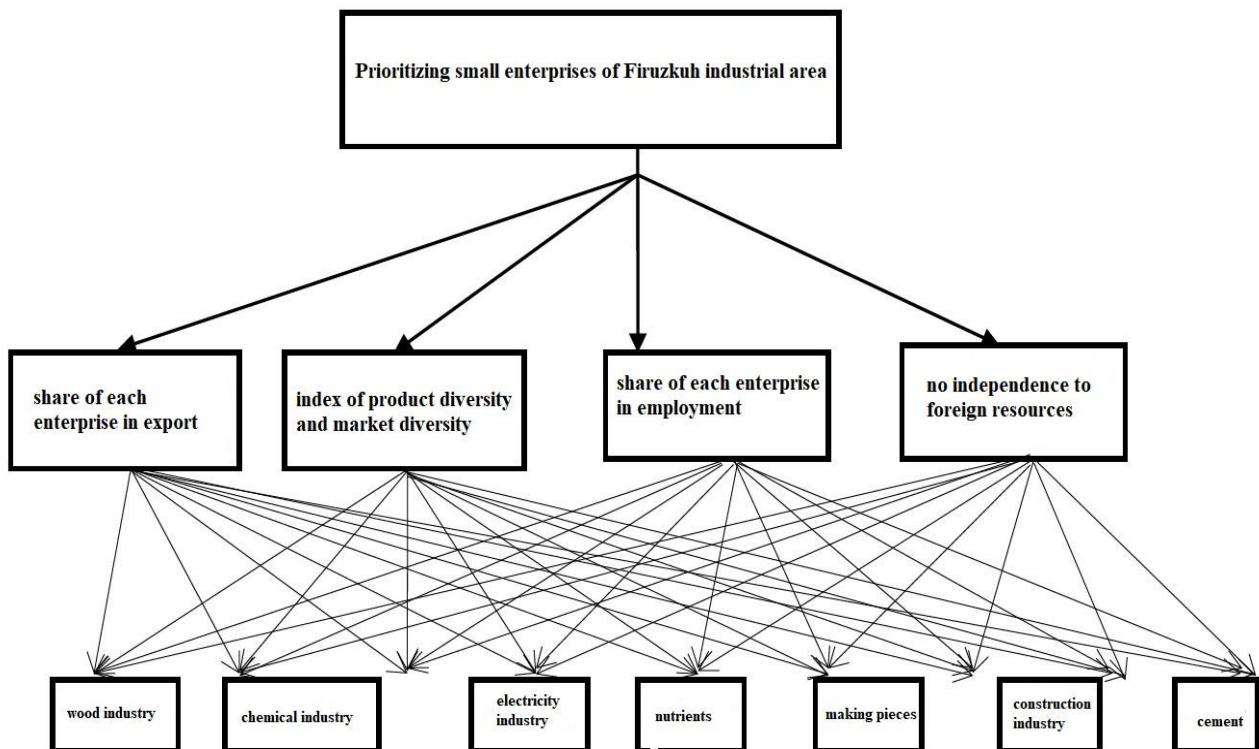 Prioritizing small enterprises of Firuzkuh industrial area
share of each
enterprise in export
index of product diversity
and market diversity
share of each enterprise
in employment
no independence to
foreign resources
wood industry
chemical industry
electricity
industry
nutrients
making pieces
construction
industry
cement